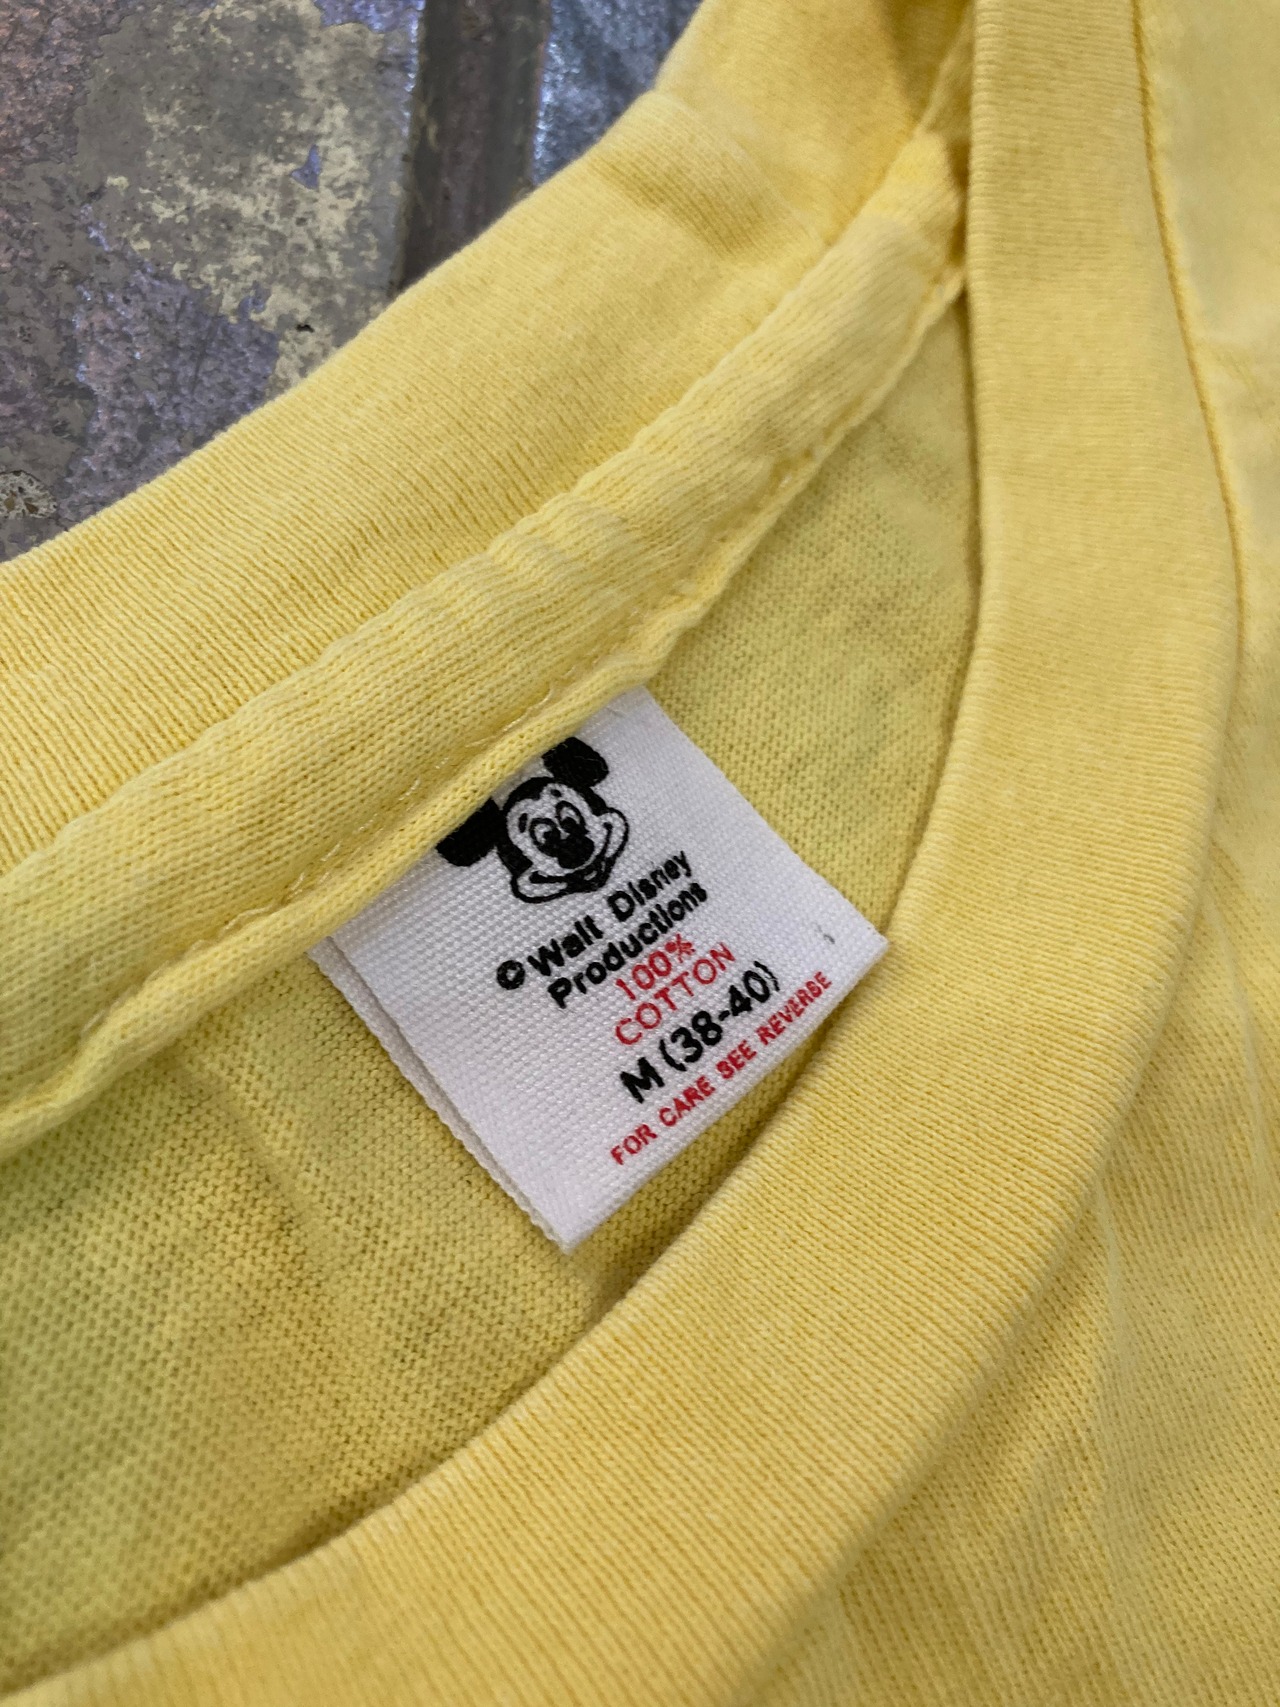 © Walt Disney
Productions
100%
COTTON
M (38-40)
FOR CARE SEE REVERSE